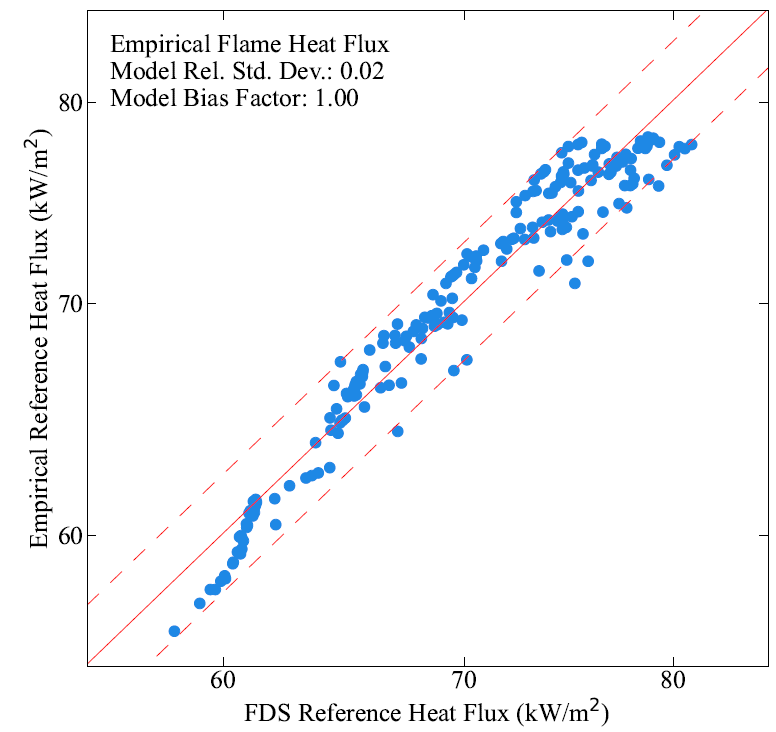 Empirical Flame Heat Flux
Model Rel. Std. Dev.: 0.02
Model Bias Factor: 1.00
80
70
60
Empirical Reference Heat Flux (kW/m²)
60 70 80
FDS Reference Heat Flux (kW/m²)